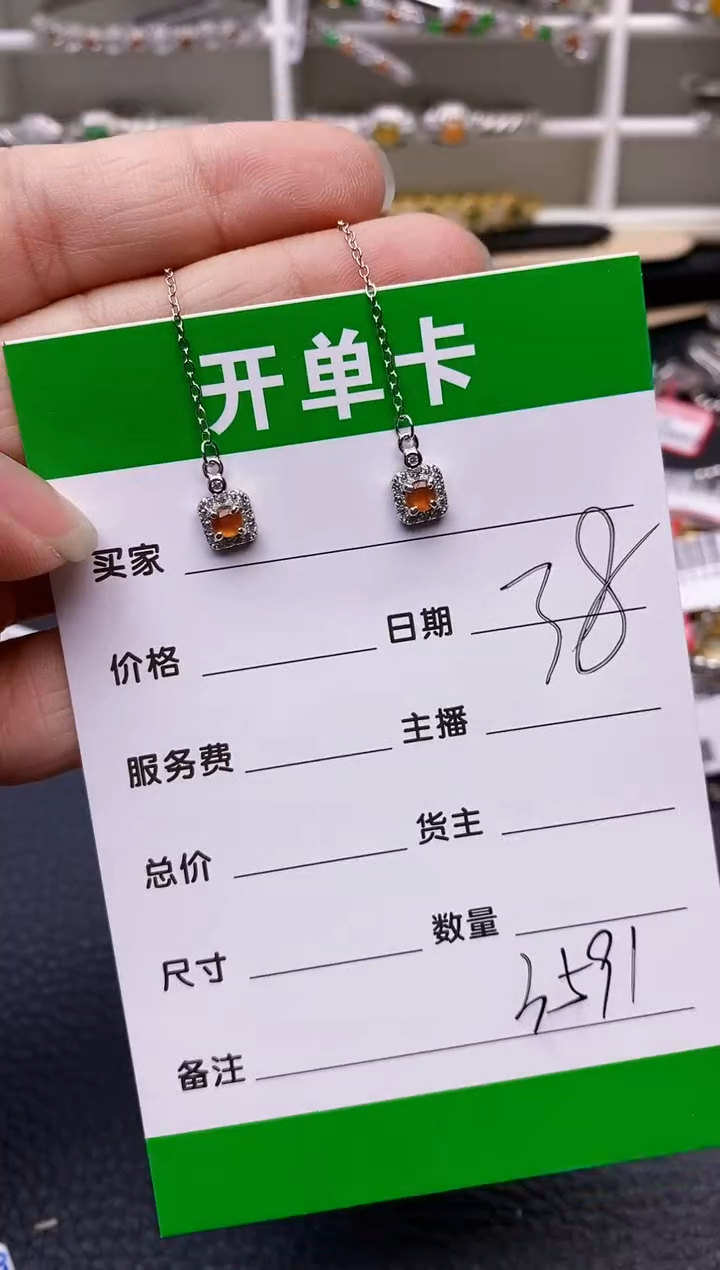 开单卡
买家
38
价格 日期
服务费 主播
总价 货主
尺寸 数量
3591
备注